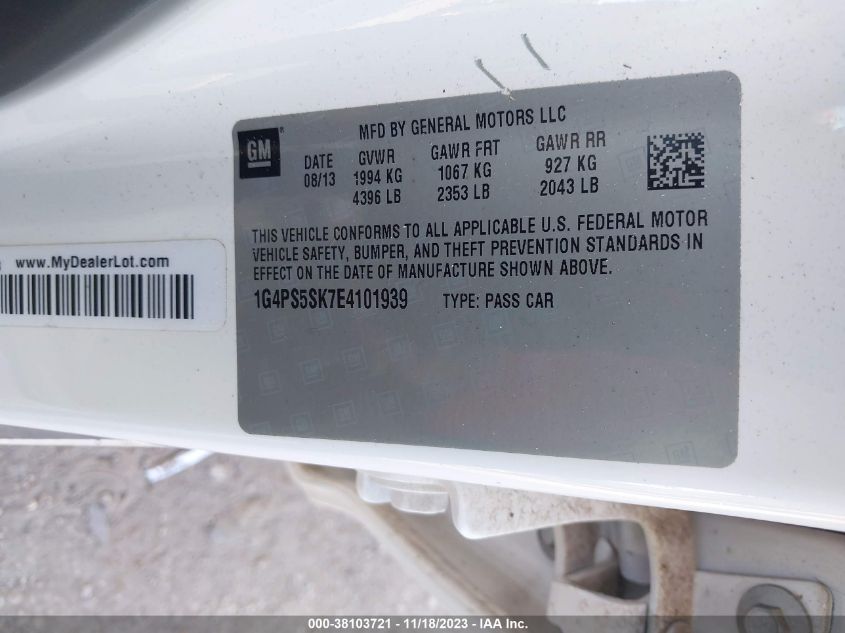 MFD BY GENERAL MOTORS LLC
GM
DATE GVWR GAWR FRT GAWR RR
08/13 1994 KG 1067 KG 927 KG
4396 LB 2353 LB 2043 LB
THIS VEHICLE CONFORMS TO ALL APPLICABLE U.S. FEDERAL MOTOR
VEHICLE SAFETY, BUMPER, AND THEFT PREVENTION STANDARDS IN
EFFECT ON THE DATE OF MANUFACTURE SHOWN ABOVE.
1G4PS5SK7E4101939 TYPE: PASS CAR
www.MyDealerLot.com
000-38103721 - 11/18/2023 - IAA Inc.